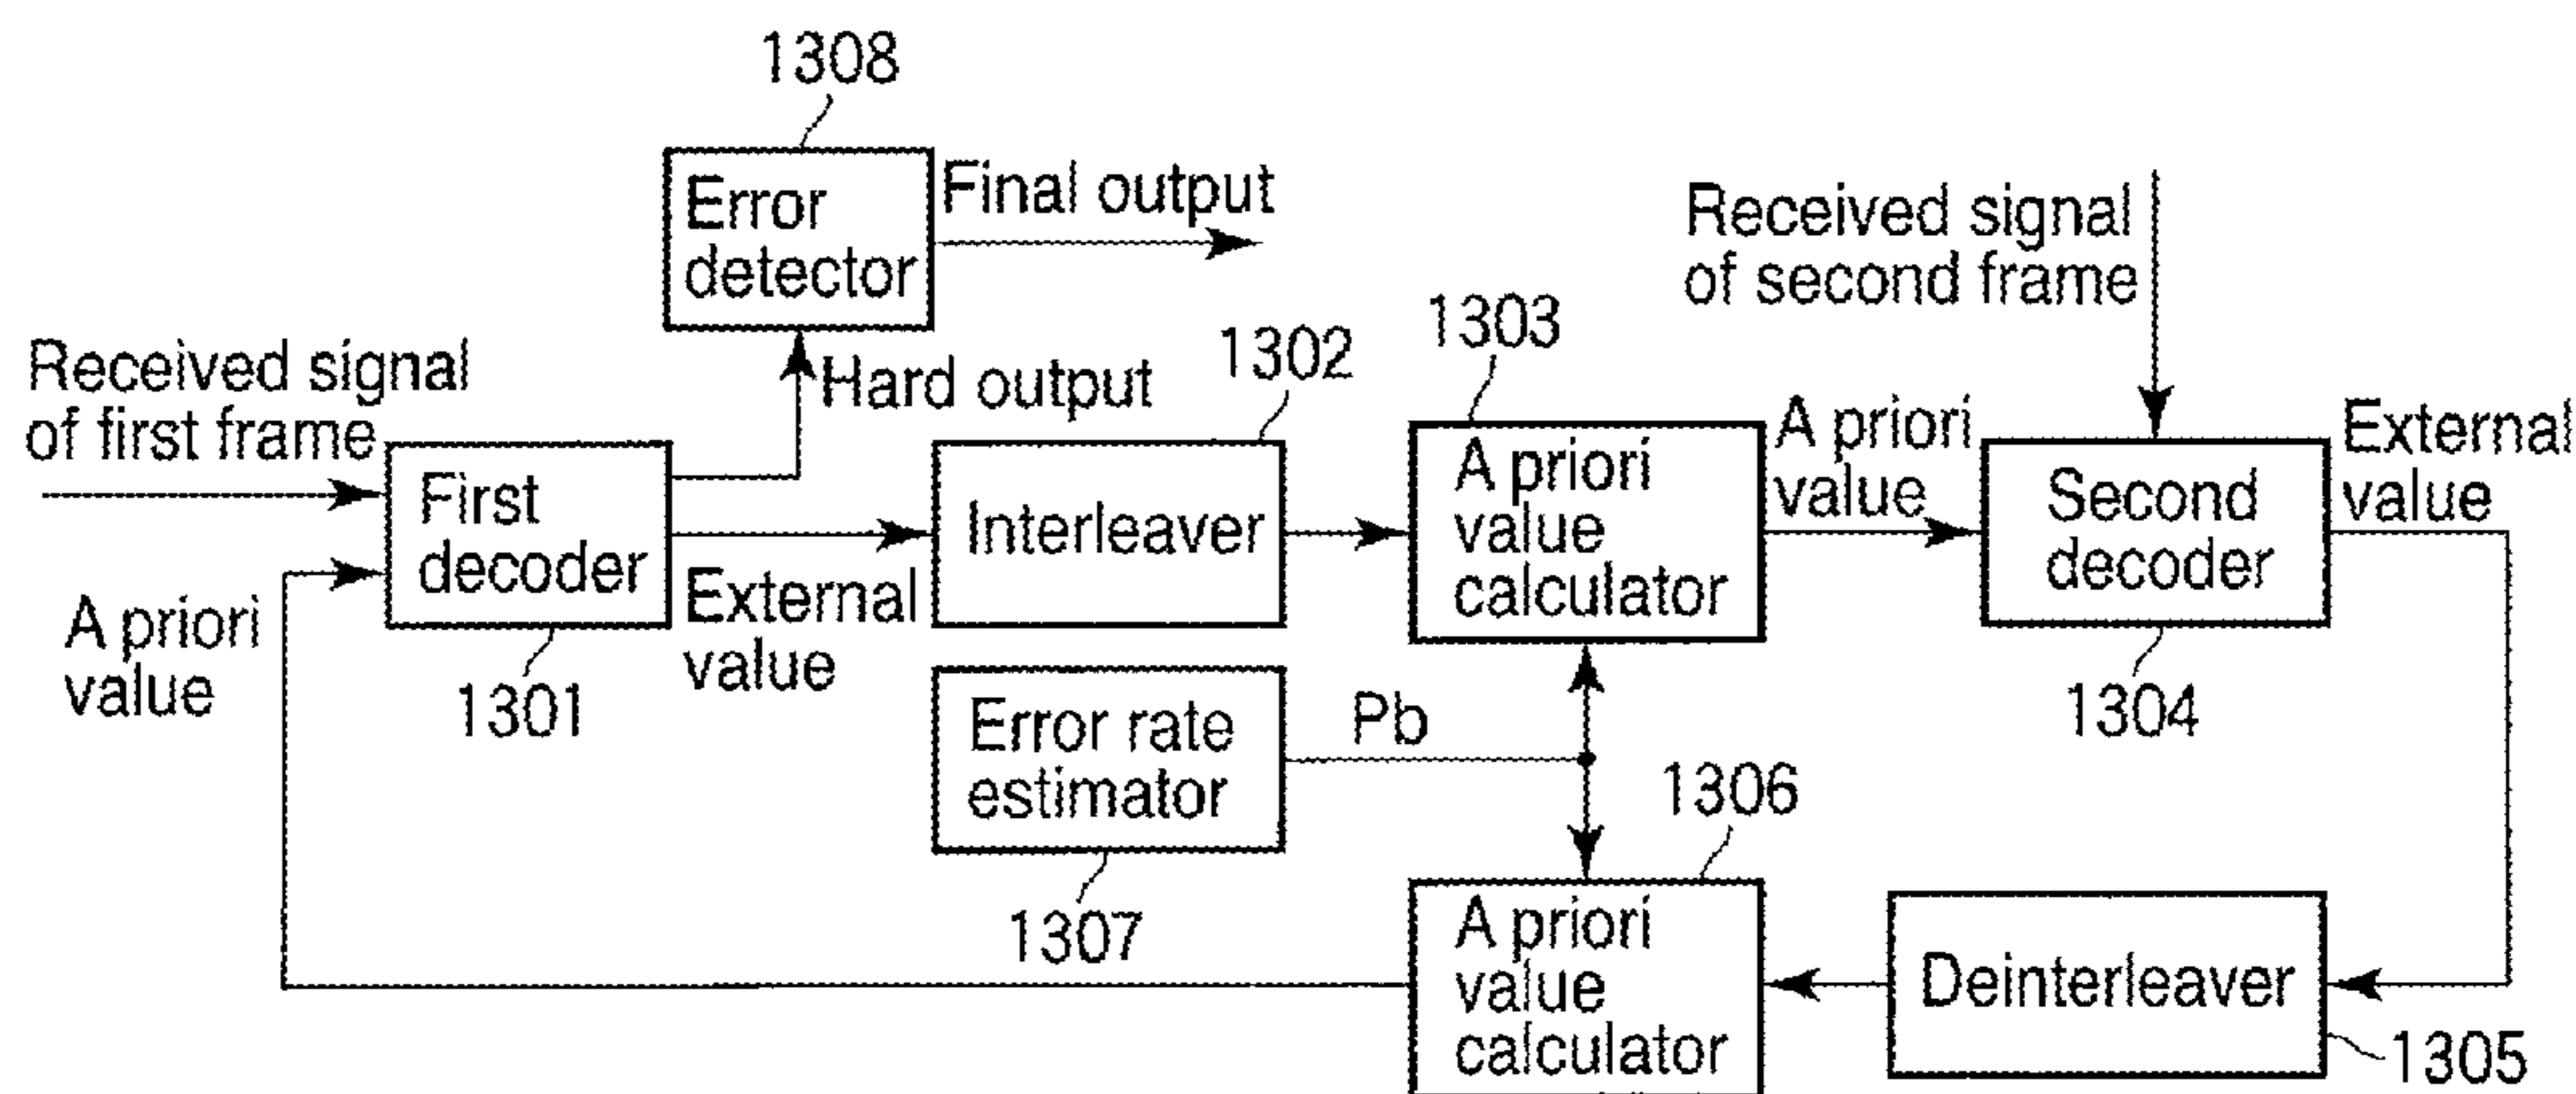 1308
Error
detector
Final output
Received signal
of second frame
1303
1302
Received signal
of first frame
Hard output
A priori
value
External
value
First
decoder
Interleaver
A priori
value
calculator
Second
decoder
A priori
value
External
value
1301
1304
Error rate
estimator
Pb
1306
1307
A priori
value
calculator
Deinterleaver
1305